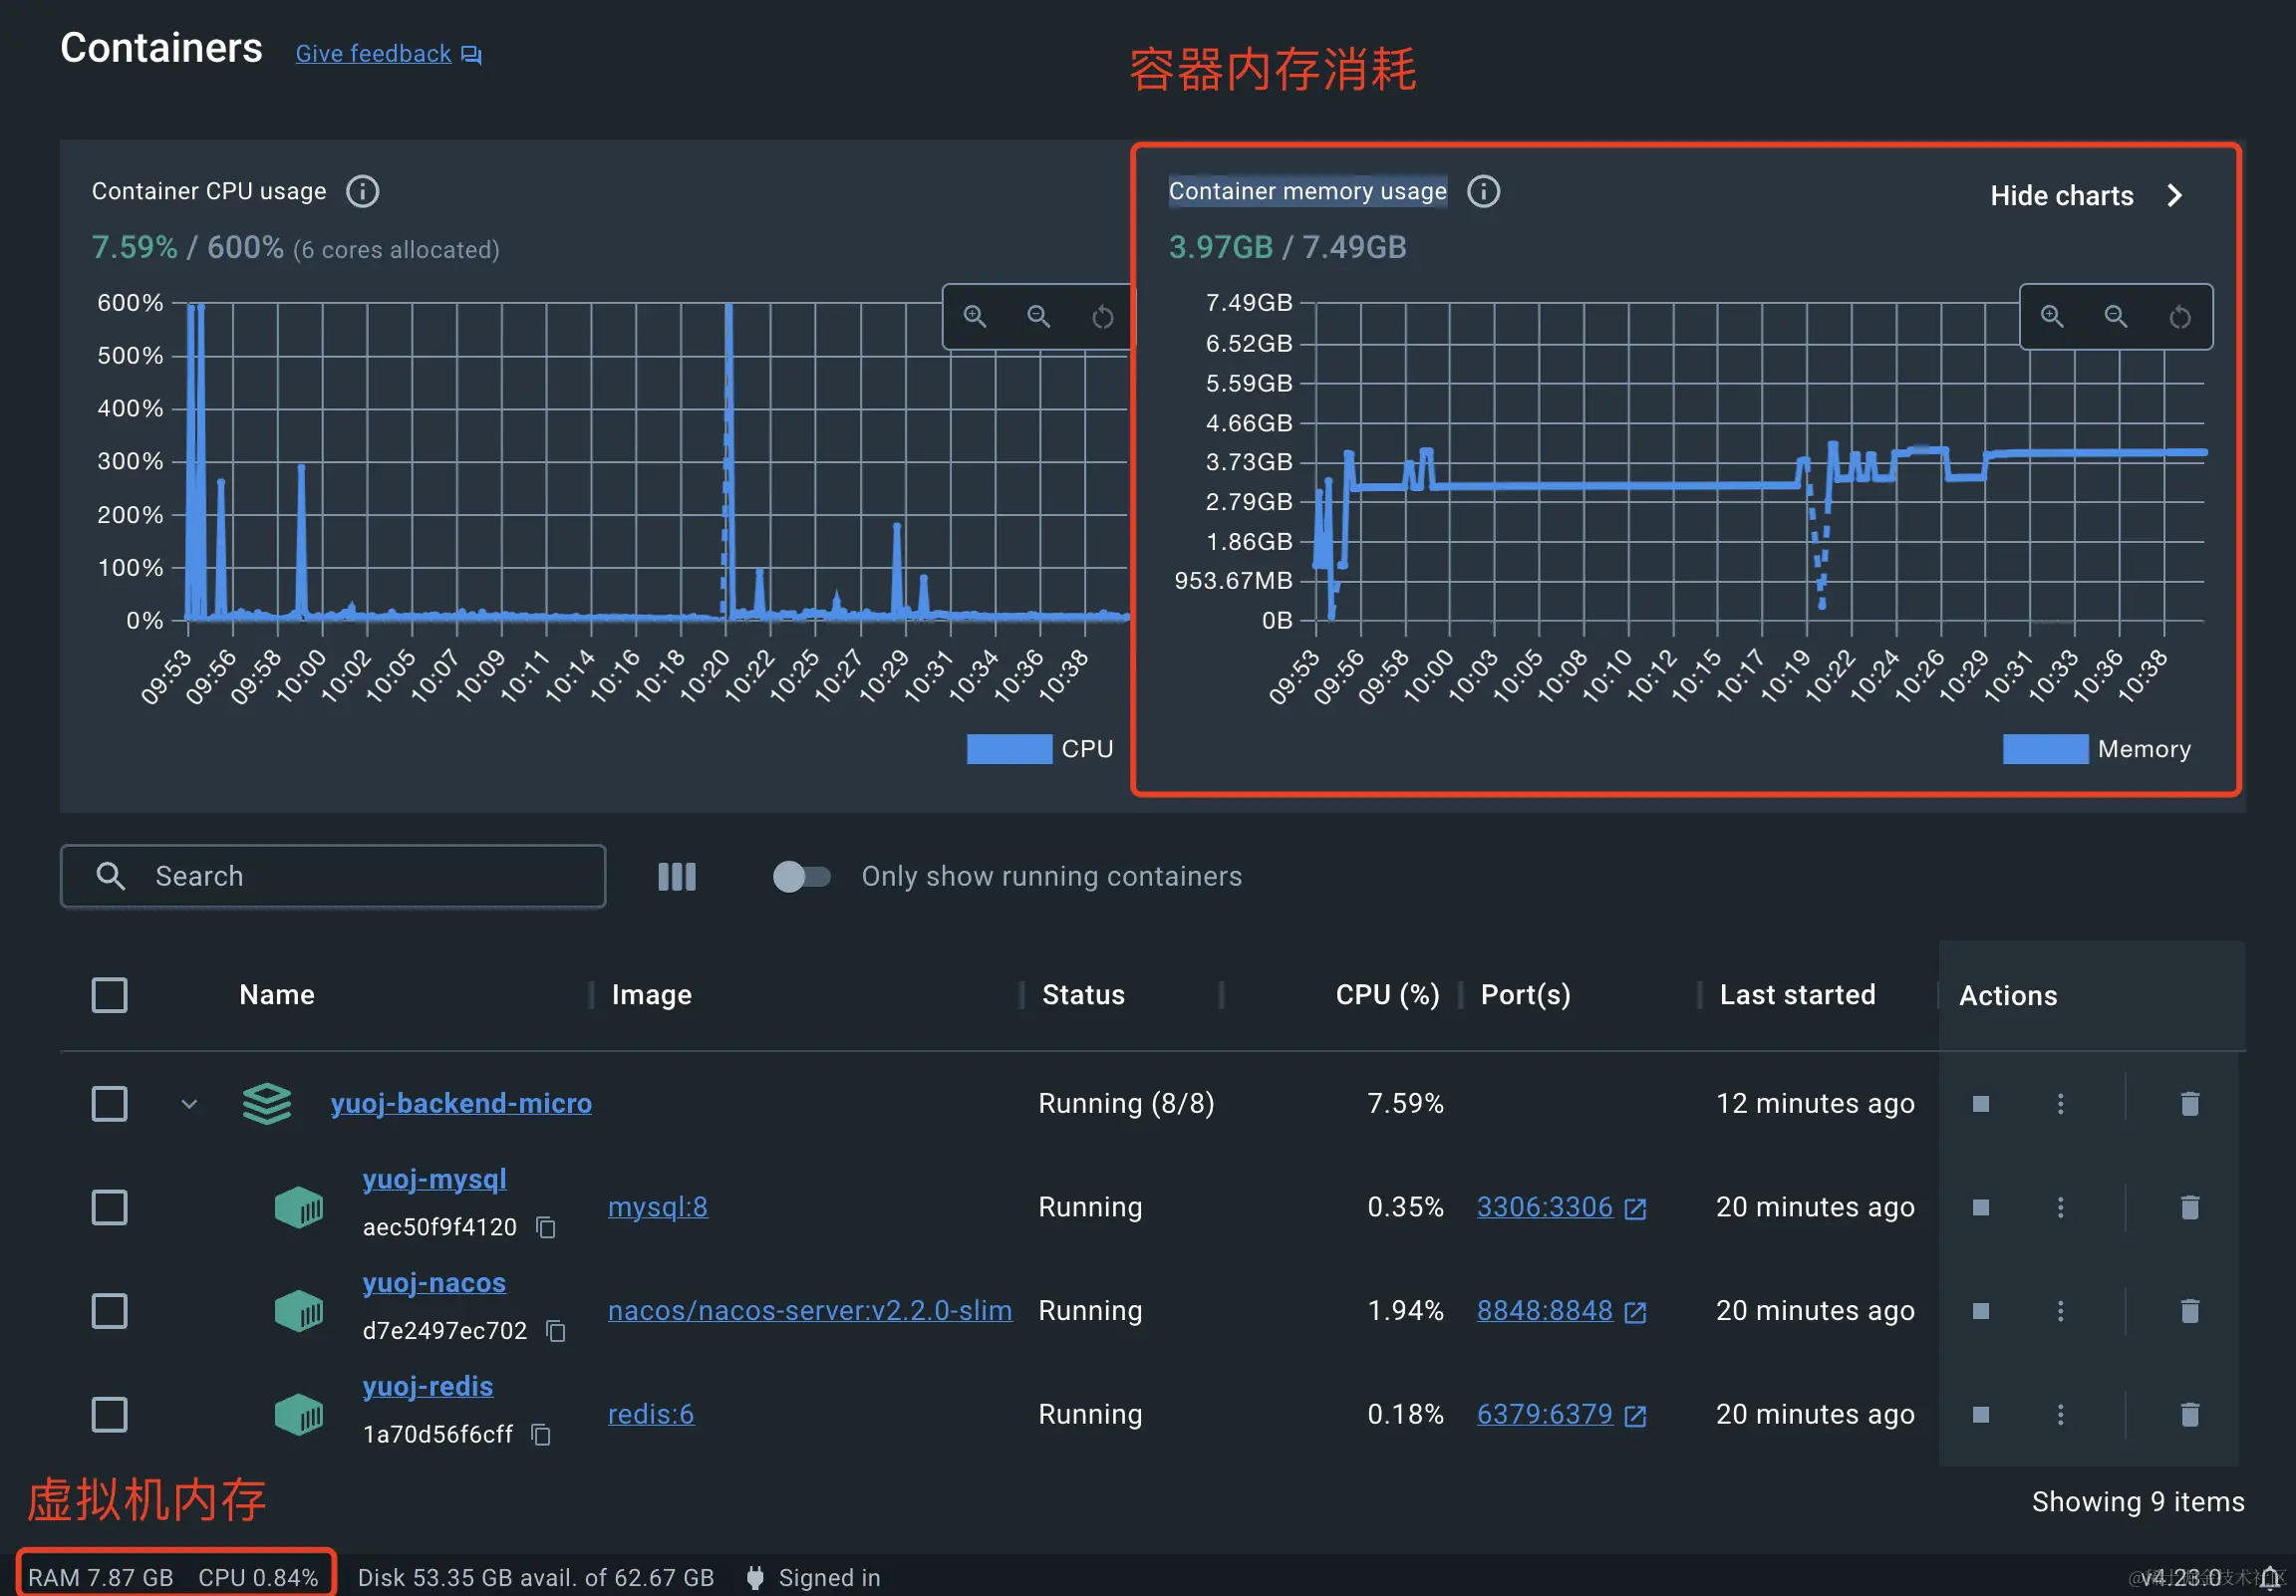 Containers Give feedback
容器内存消耗
Container CPU usage
7.59% / 600% (6 cores allocated)
600%
500%
400%
300%
200%
100%
0%
09:53 09:56 09:58 10:00 10:02 10:05 10:07 10:09 10:11 10:14 10:16 10:18 10:20 10:22 10:25 10:27 10:29 10:31 10:34 10:36 10:38
CPU
Container memory usage
Hide charts
3.97GB / 7.49GB
7.49GB
6.52GB
5.59GB
4.66GB
3.73GB
2.79GB
1.86GB
953.67MB
0B
09:53 09:56 09:58 10:00 10:03 10:05 10:08 10:10 10:12 10:15 10:17 10:19 10:22 10:24 10:26 10:29 10:31 10:33 10:36 10:38
Memory
Search
Only show running containers
Name Image Status CPU (%) Port(s) Last started Actions
yuoj-backend-micro Running (8/8) 7.59% 12 minutes ago
yuoj-mysql
aec50f9f4120
mysql:8 Running 0.35% 3306:3306 20 minutes ago
yuoj-nacos
d7e2497ec702
nacos/nacos-server:v2.2.0-slim Running 1.94% 8848:8848 20 minutes ago
yuoj-redis
1a70d56f6cff
redis:6 Running 0.18% 6379:6379 20 minutes ago
虚拟机内存
Showing 9 items
RAM 7.87 GB CPU 0.84% Disk 53.35 GB avail. of 62.67 GB Signed in
v4.23.0